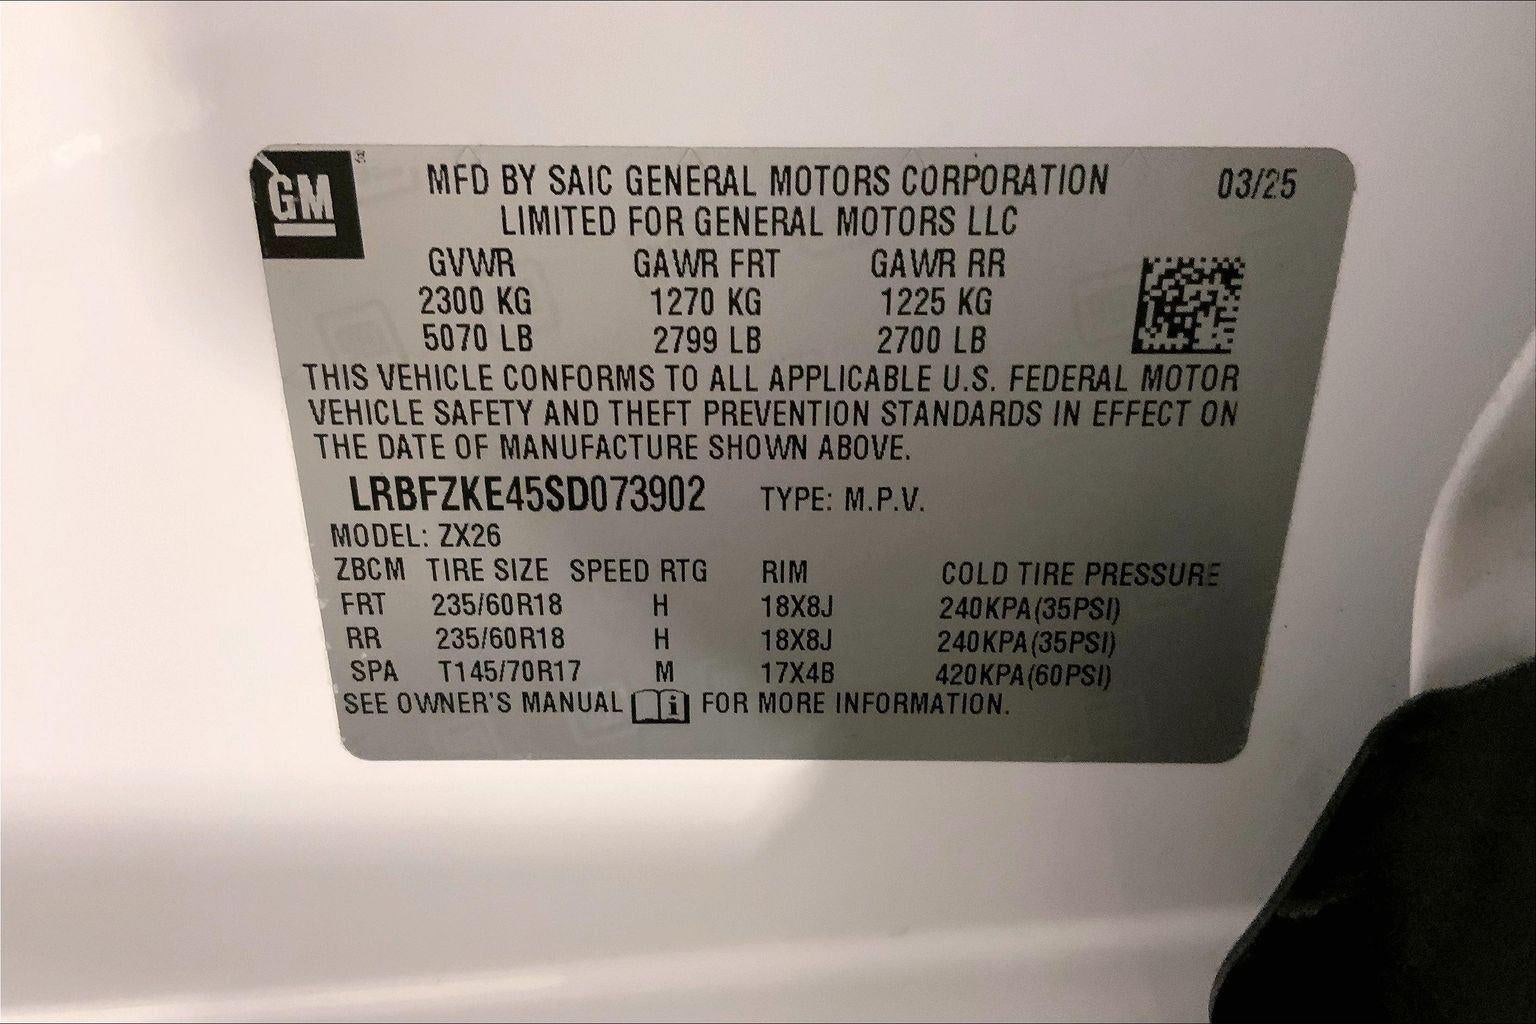 GM ®
MFD BY SAIC GENERAL MOTORS CORPORATION 03/25
LIMITED FOR GENERAL MOTORS LLC
GVWR GAWR FRT GAWR RR
2300 KG 1270 KG 1225 KG
5070 LB 2799 LB 2700 LB
THIS VEHICLE CONFORMS TO ALL APPLICABLE U.S. FEDERAL MOTOR
VEHICLE SAFETY AND THEFT PREVENTION STANDARDS IN EFFECT ON
THE DATE OF MANUFACTURE SHOWN ABOVE.
LRBFZKE45SD073902 TYPE: M.P.V.
MODEL: ZX26
ZBCM TIRE SIZE SPEED RTG RIM COLD TIRE PRESSURE
FRT 235/60R18 H 18X8J 240KPA(35PSI)
RR 235/60R18 H 18X8J 240KPA(35PSI)
SPA T145/70R17 M 17X4B 420KPA(60PSI)
SEE OWNER'S MANUAL i FOR MORE INFORMATION.